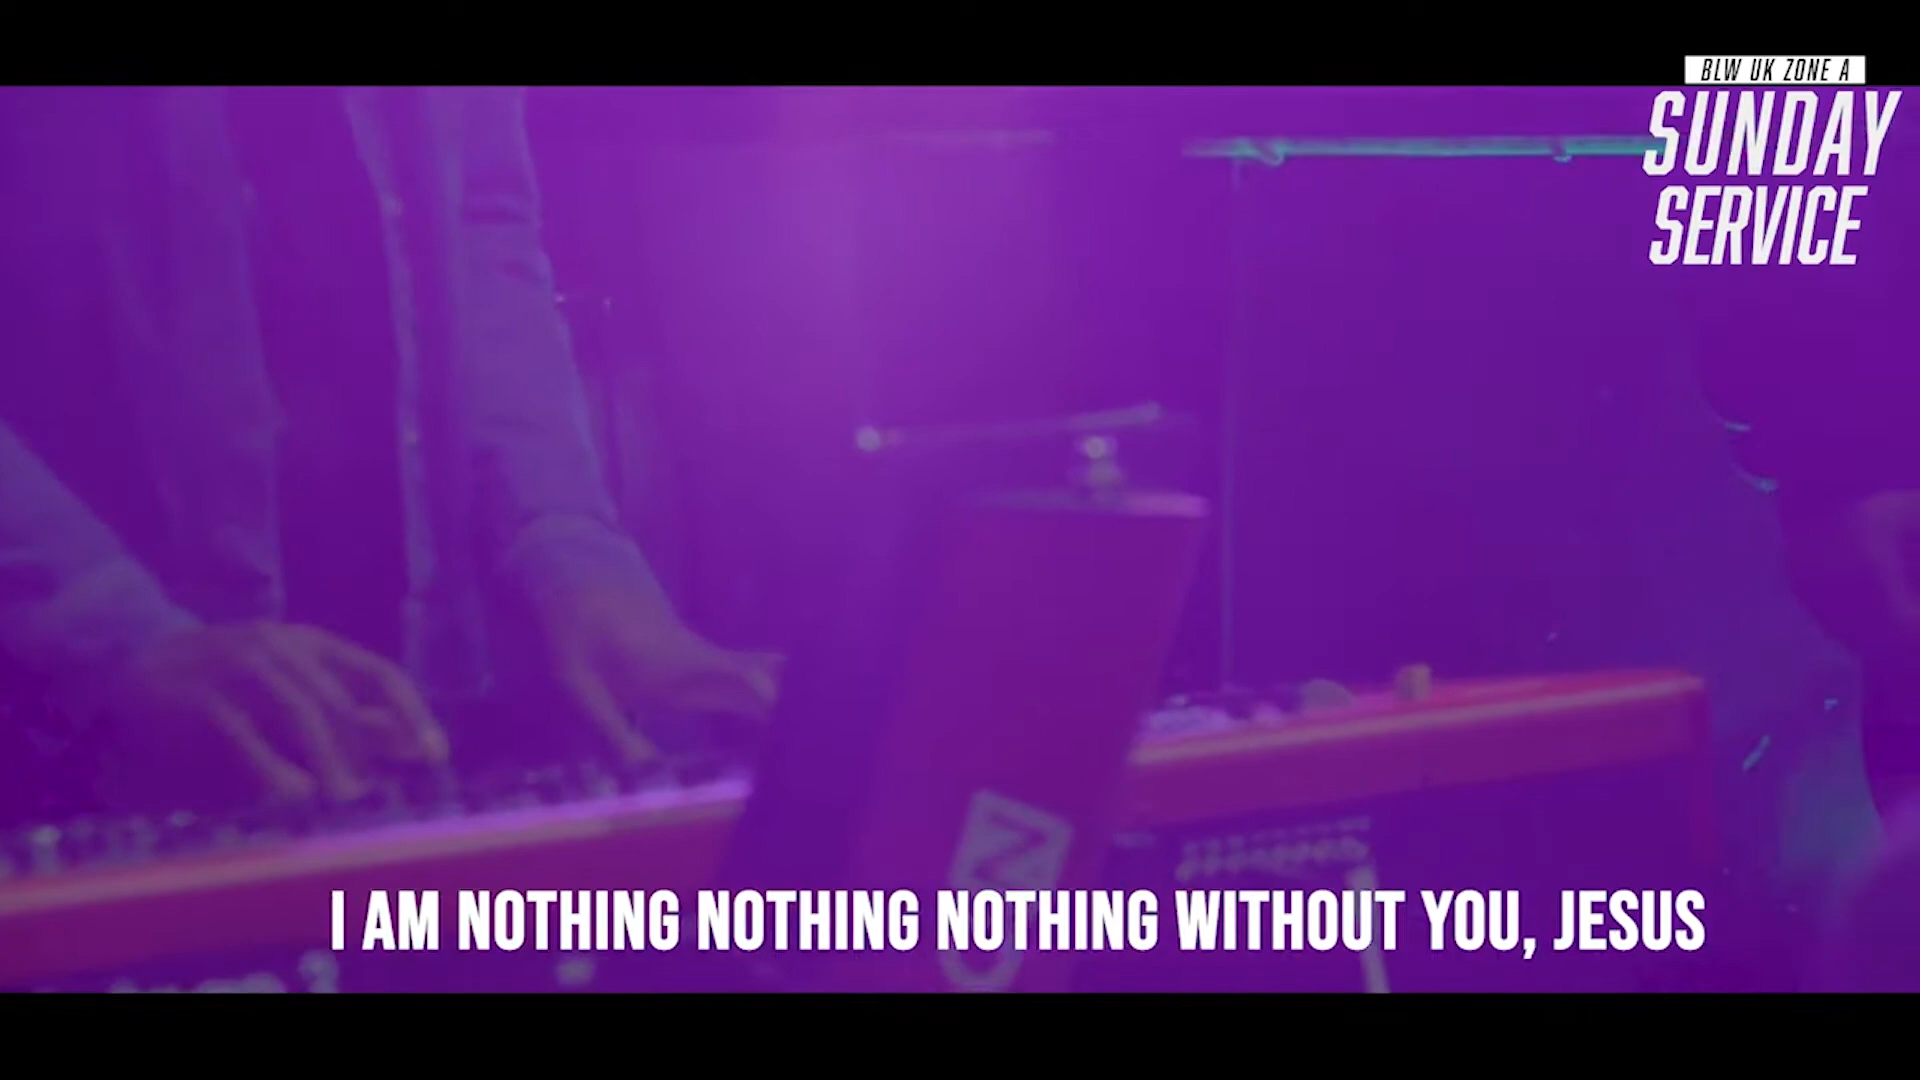 BLW UK ZONE A
SUNDAY
SERVICE
I AM NOTHING NOTHING NOTHING WITHOUT YOU, JESUS